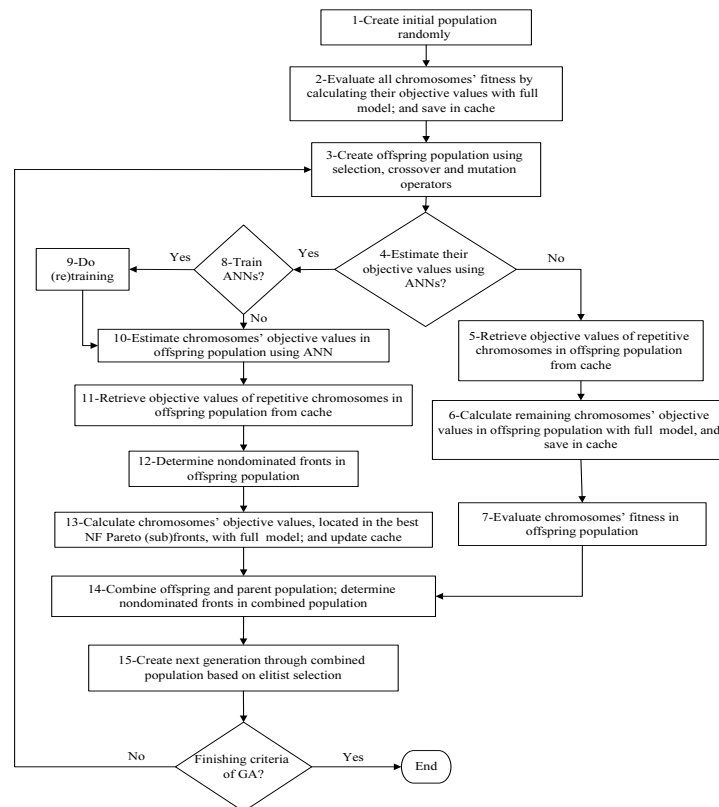 1-Create initial population
randomly
2-Evaluate all chromosomes’ fitness by
calculating their objective values with full
model; and save in cache
3-Create offspring population using
selection, crossover and mutation
operators
4-Estimate their
objective values using
ANNs?
Yes
No
8-Train
ANNs?
Yes
No
9-Do
(re)training
10-Estimate chromosomes’ objective values in
offspring population using ANN
5-Retrieve objective values of repetitive
chromosomes in offspring population
from cache
11-Retrieve objective values of repetitive chromosomes in
offspring population from cache
6-Calculate remaining chromosomes’ objective
values in offspring population with full model, and
save in cache
12-Determine nondominated fronts in
offspring population
7-Evaluate chromosomes’ fitness in
offspring population
13-Calculate chromosomes’ objective values, located in the best
NF Pareto (sub)fronts, with full model; and update cache
14-Combine offspring and parent population; determine
nondominated fronts in combined population
15-Create next generation through combined
population based on elitist selection
No
Finishing criteria
of GA?
Yes
End